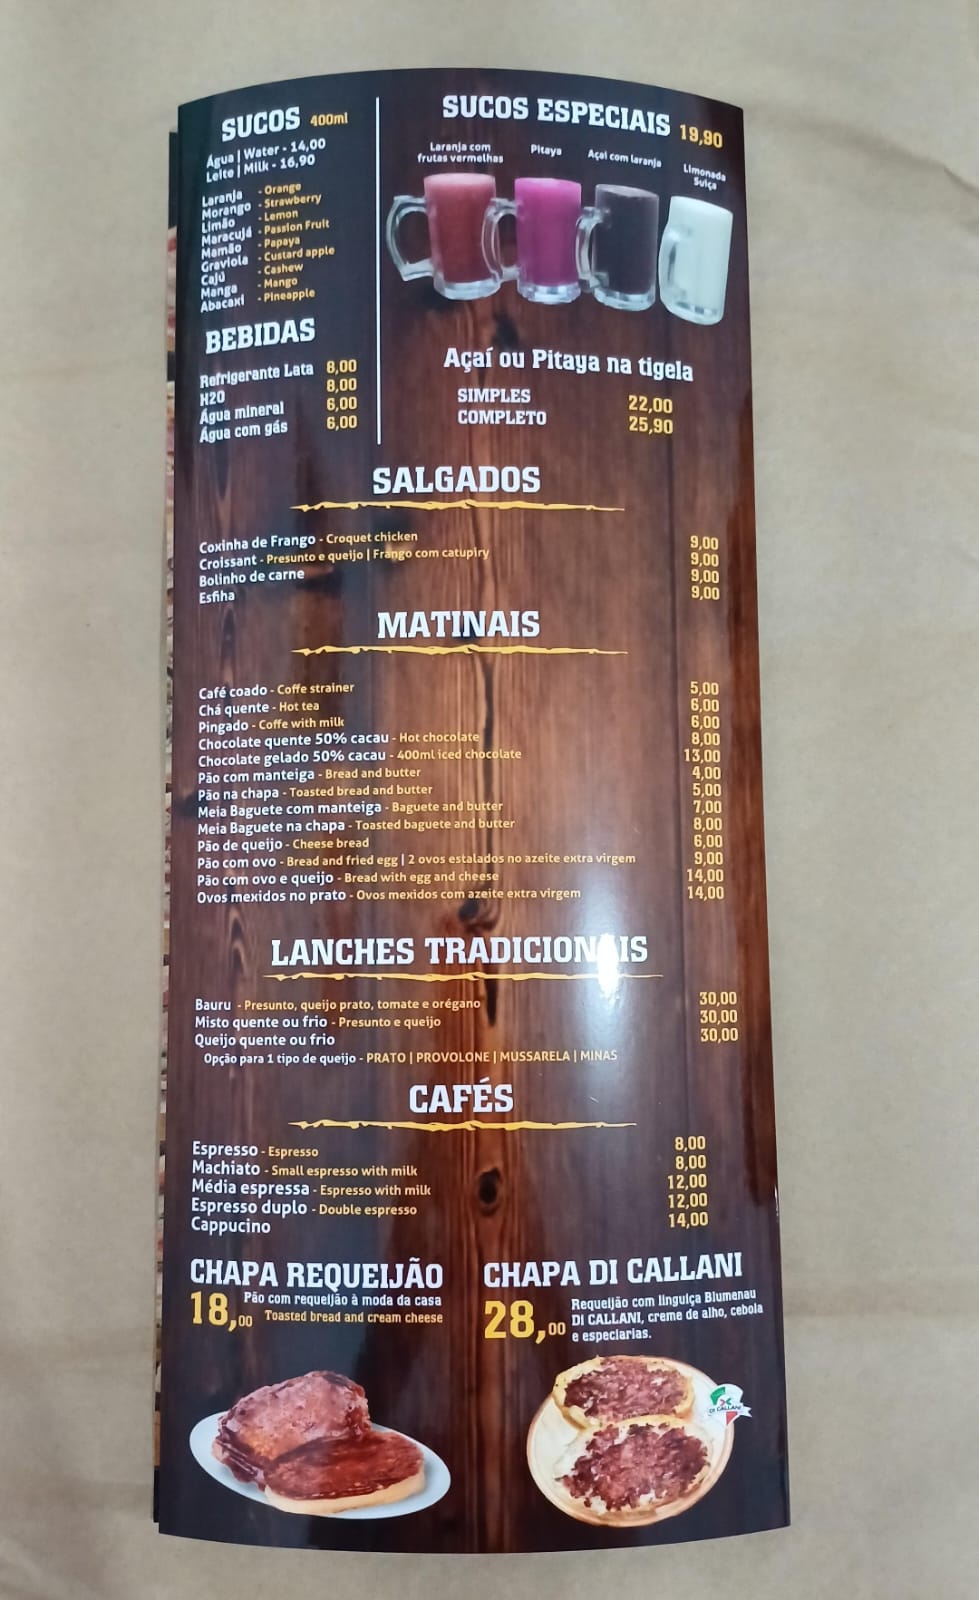 SUCOS 400ml
Água | Water - 14,00
Leite | Milk - 16,90
Laranja - Orange
Morango - Strawberry
Limão - Lemon
Maracujá - Passion Fruit
Mamão - Papaya
Graviola - Custard apple
Cajú - Cashew
Manga - Mango
Abacaxi - Pineapple
BEBIDAS
Refrigerante Lata 8,00
H2O 8,00
Água mineral 6,00
Água com gás 6,00
SUCOS ESPECIAIS 19,90
Laranja com
frutas vermelhas
Pitaya
Açaí com laranja
Limonada
Suíça
Açaí ou Pitaya na tigela
SIMPLES 22,00
COMPLETO 25,90
SALGADOS
Coxinha de Frango - Croquet chicken 9,00
Croissant - Presunto e queijo | Frango com catupiry 9,00
Bolinho de carne 9,00
Esfiha 9,00
MATINAIS
Café coado - Coffe strainer 5,00
Chá quente - Hot tea 6,00
Pingado - Coffe with milk 6,00
Chocolate quente 50% cacau - Hot chocolate 8,00
Chocolate gelado 50% cacau - 400ml iced chocolate 13,00
Pão com manteiga - Bread and butter 4,00
Pão na chapa - Toasted bread and butter 5,00
Meia Baguete com manteiga - Baguete and butter 7,00
Meia Baguete na chapa - Toasted baguete and butter 8,00
Pão de queijo - Cheese bread 6,00
Pão com ovo - Bread and fried egg | 2 ovos estalados no azeite extra virgem 9,00
Pão com ovo e queijo - Bread with egg and cheese 14,00
Ovos mexidos no prato - Ovos mexidos com azeite extra virgem 14,00
LANCHES TRADICIONAIS
Bauru - Presunto, queijo prato, tomate e orégano 30,00
Misto quente ou frio - Presunto e queijo 30,00
Queijo quente ou frio 30,00
Opção para 1 tipo de queijo - PRATO | PROVOLONE | MUSSARELA | MINAS
CAFÉS
Espresso - Espresso 8,00
Machiato - Small espresso with milk 8,00
Média espressa - Espresso with milk 12,00
Espresso duplo - Double espresso 12,00
Cappucino 14,00
CHAPA REQUEIJÃO
18,00
Pão com requeijão à moda da casa
Toasted bread and cream cheese
CHAPA DI CALLANI
28,00
Requeijão com linguiça Blumenau
DI CALLANI, creme de alho, cebola
e especiarias.
DI CALLANI